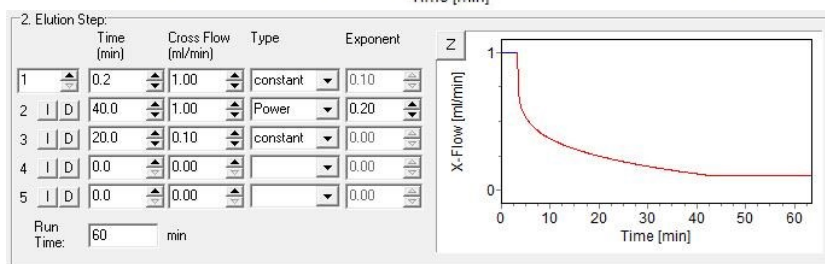 Time [min]
2. Elution Step:
Time (min) Cross Flow (ml/min) Type Exponent
1 0.2 1.00 constant 0.10
2 I D 40.0 1.00 Power 0.20
3 I D 20.0 0.10 constant 0.00
4 I D 0.0 0.00 0.00
5 I D 0.0 0.00 0.00
Run Time: 60 min
Z
X-Flow [ml/min]
1
0
0 10 20 30 40 50 60
Time [min]